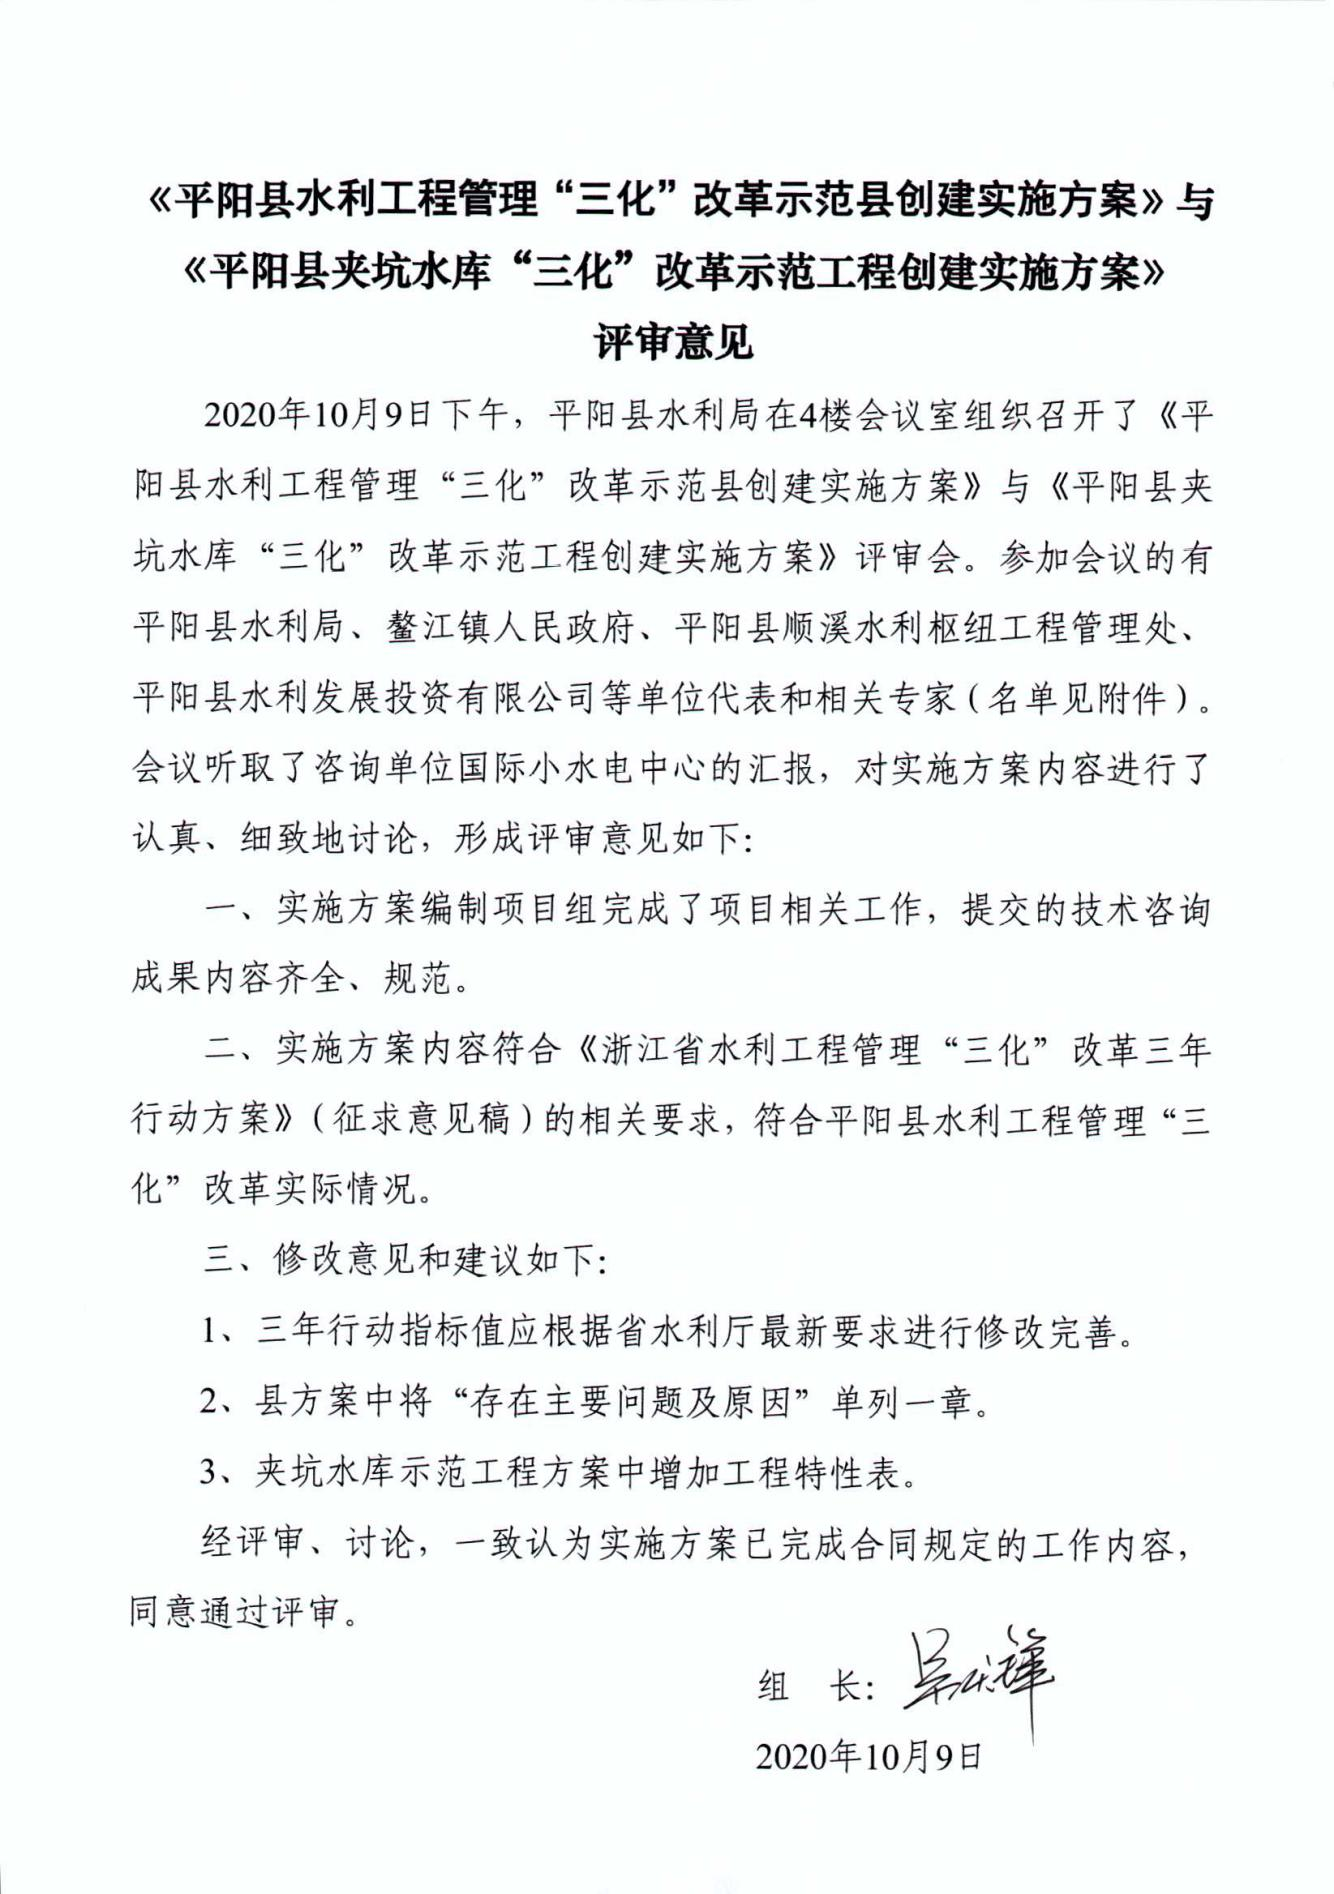 《平阳县水利工程管理“三化”改革示范县创建实施方案》与
《平阳县夹坑水库“三化”改革示范工程创建实施方案》
评审意见
2020年10月9日下午，平阳县水利局在4楼会议室组织召开了《平
阳县水利工程管理“三化”改革示范县创建实施方案》与《平阳县夹
坑水库“三化”改革示范工程创建实施方案》评审会。参加会议的有
平阳县水利局、鳌江镇人民政府、平阳县顺溪水利枢纽工程管理处、
平阳县水利发展投资有限公司等单位代表和相关专家（名单见附件）。
会议听取了咨询单位国际小水电中心的汇报，对实施方案内容进行了
认真、细致地讨论，形成评审意见如下：
一、实施方案编制项目组完成了项目相关工作，提交的技术咨询
成果内容齐全、规范。
二、实施方案内容符合《浙江省水利工程管理“三化”改革三年
行动方案》（征求意见稿）的相关要求，符合平阳县水利工程管理“三
化”改革实际情况。
三、修改意见和建议如下：
1、三年行动指标值应根据省水利厅最新要求进行修改完善。
2、县方案中将“存在主要问题及原因”单列一章。
3、夹坑水库示范工程方案中增加工程特性表。
经评审、讨论，一致认为实施方案已完成合同规定的工作内容，
同意通过评审。
组 长：
2020年10月9日